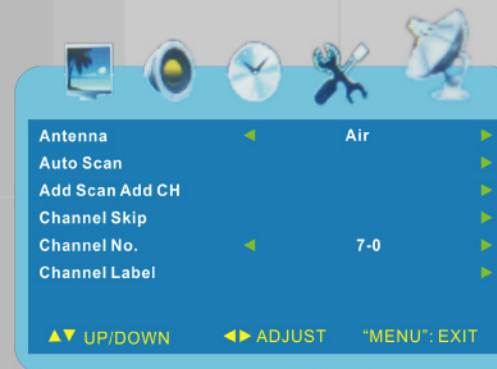 Antenna Air
Auto Scan
Add Scan Add CH
Channel Skip
Channel No. 7-0
Channel Label
▲▼ UP/DOWN ◀▶ ADJUST “MENU”: EXIT